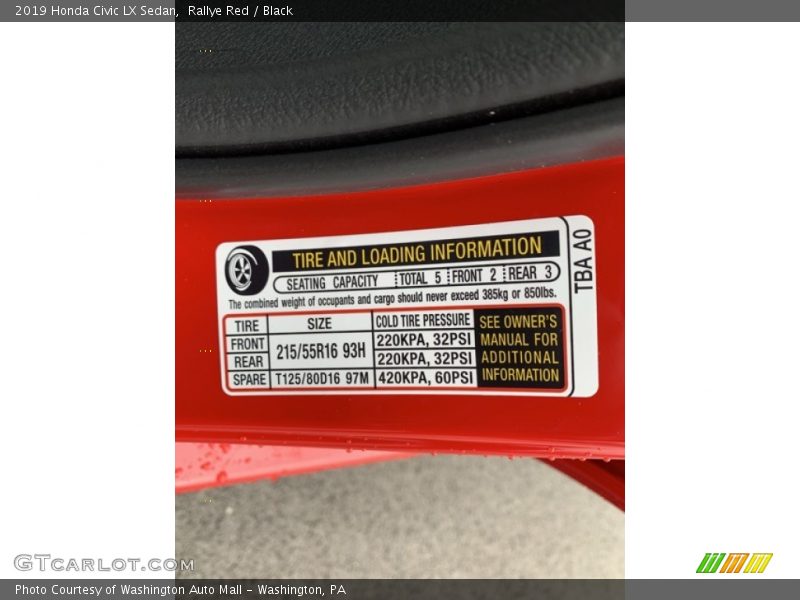 2019 Honda Civic LX Sedan,  Rallye Red / Black
TIRE AND LOADING INFORMATION
SEATING CAPACITY TOTAL 5 FRONT 2 REAR 3
The combined weight of occupants and cargo should never exceed 385kg or 850lbs.
TIRE SIZE COLD TIRE PRESSURE
FRONT 215/55R16 93H 220KPA, 32PSI
REAR 220KPA, 32PSI
SPARE T125/80D16 97M 420KPA, 60PSI
SEE OWNER'S
MANUAL FOR
ADDITIONAL
INFORMATION
TBA A0
GTCARLOT.COM
Photo Courtesy of Washington Auto Mall - Washington, PA